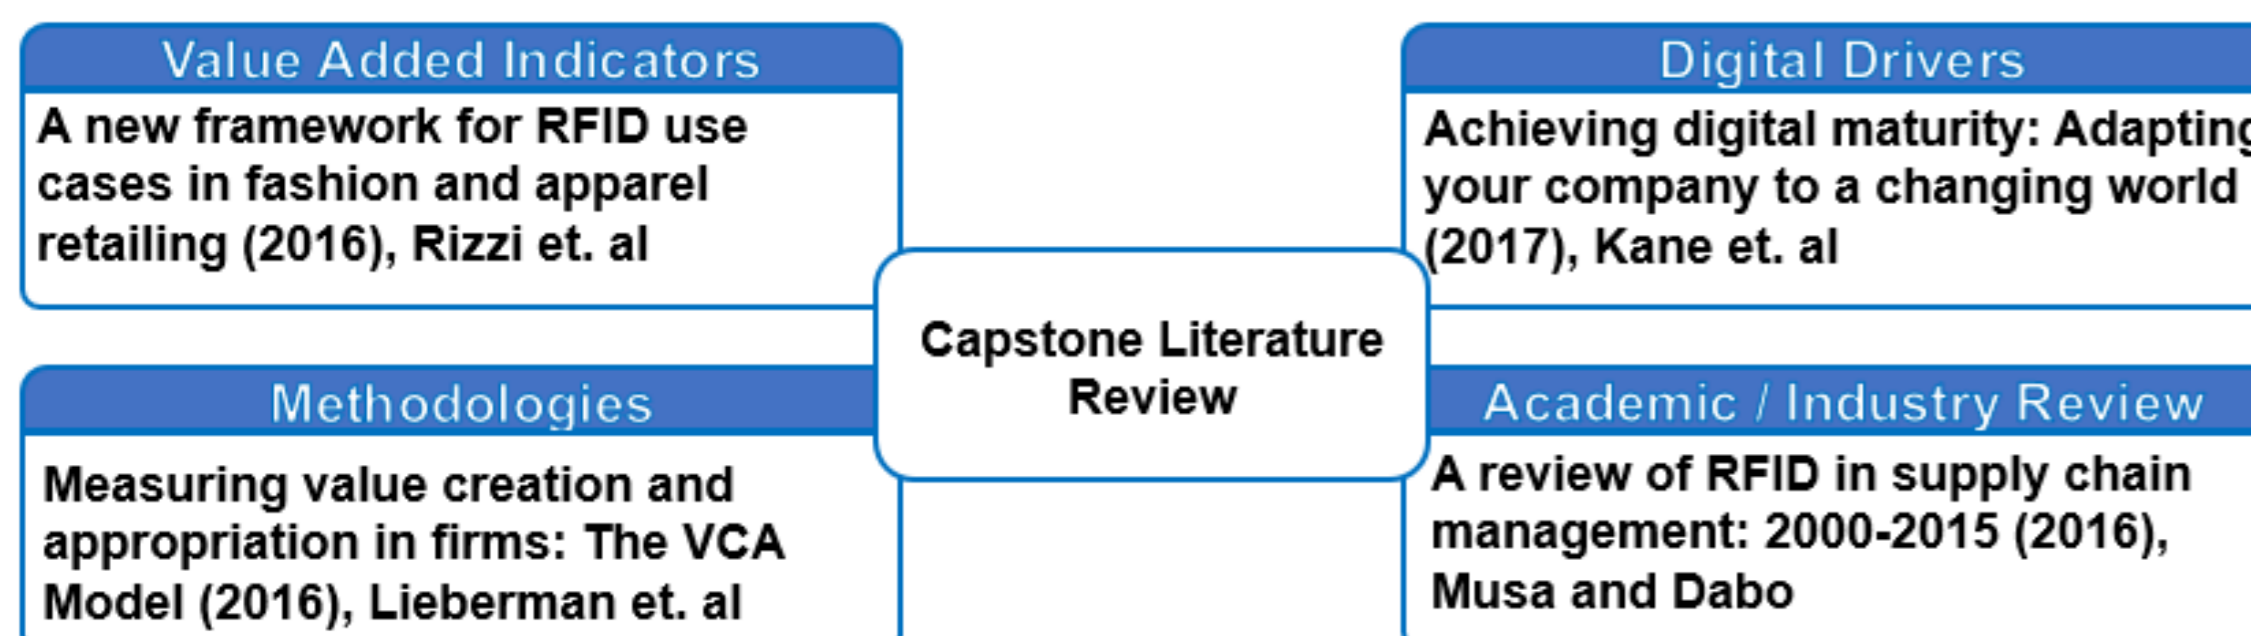 Value Added Indicators
A new framework for RFID use
cases in fashion and apparel
retailing (2016), Rizzi et. al
Digital Drivers
Achieving digital maturity: Adapting
your company to a changing world
(2017), Kane et. al
Capstone Literature
Review
Methodologies
Measuring value creation and
appropriation in firms: The VCA
Model (2016), Lieberman et. al
Academic / Industry Review
A review of RFID in supply chain
management: 2000-2015 (2016),
Musa and Dabo